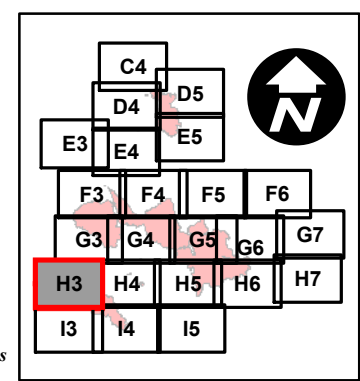 C4
D4 D5
E3 E4 E5
F3 F4 F5 F6
G3 G4 G5 G6 G7
H3 H4 H5 H6 H7
I3 I4 I5
N
s